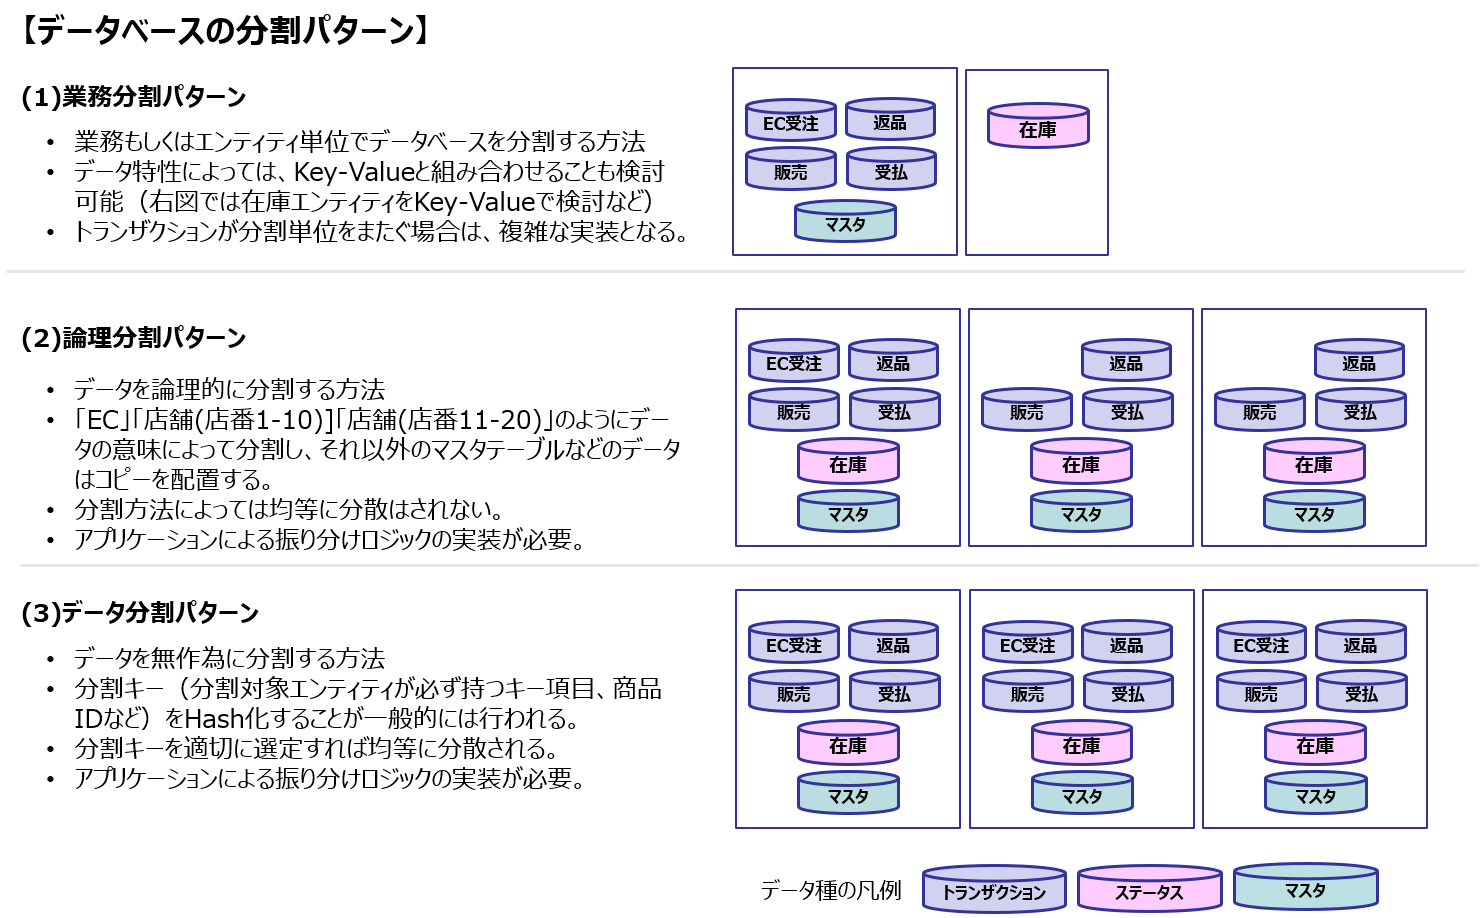 【データベースの分割パターン】
(1)業務分割パターン
• 業務もしくはエンティティ単位でデータベースを分割する方法
• データ特性によっては、Key-Valueと組み合わせることも検討
可能（右図では在庫エンティティをKey-Valueで検討など）
• トランザクションが分割単位をまたぐ場合は、複雑な実装となる。
EC受注 返品
販売 受払
マスタ
在庫
(2)論理分割パターン
• データを論理的に分割する方法
• 「EC」「店舗(店番1-10)]「店舗(店番11-20)」のようにデー
タの意味によって分割し、それ以外のマスタテーブルなどのデータ
はコピーを配置する。
• 分割方法によっては均等に分散はされない。
• アプリケーションによる振り分けロジックの実装が必要。
EC受注 返品
販売 受払
在庫
マスタ
返品
販売 受払
在庫
マスタ
返品
販売 受払
在庫
マスタ
(3)データ分割パターン
• データを無作為に分割する方法
• 分割キー（分割対象エンティティが必ず持つキー項目、商品
IDなど）をHash化することが一般的には行われる。
• 分割キーを適切に選定すれば均等に分散される。
• アプリケーションによる振り分けロジックの実装が必要。
EC受注 返品
販売 受払
在庫
マスタ
EC受注 返品
販売 受払
在庫
マスタ
EC受注 返品
販売 受払
在庫
マスタ
データ種の凡例 トランザクション ステータス マスタ